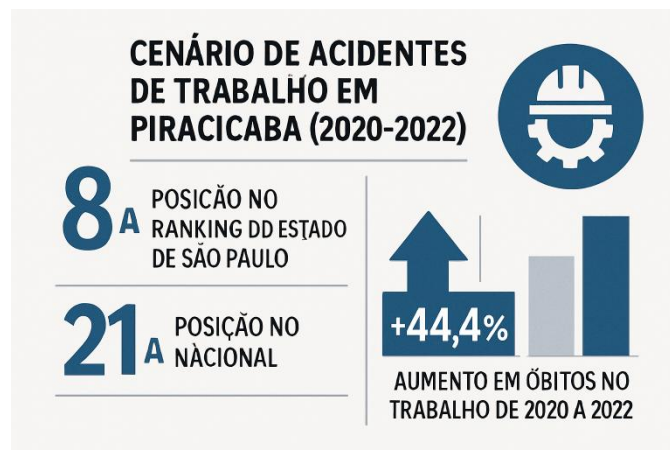 CENÁRIO DE ACIDENTES
DE TRABALHO EM
PIRACICABA (2020-2022)
8A POSICÃO NO
RANKING DD ESTADO
DE SÃO PAULO
21A POSIÇÃO NO
NÀCIONAL
+44,4%
AUMENTO EM ÓBITOS NO
TRABALHO DE 2020 A 2022